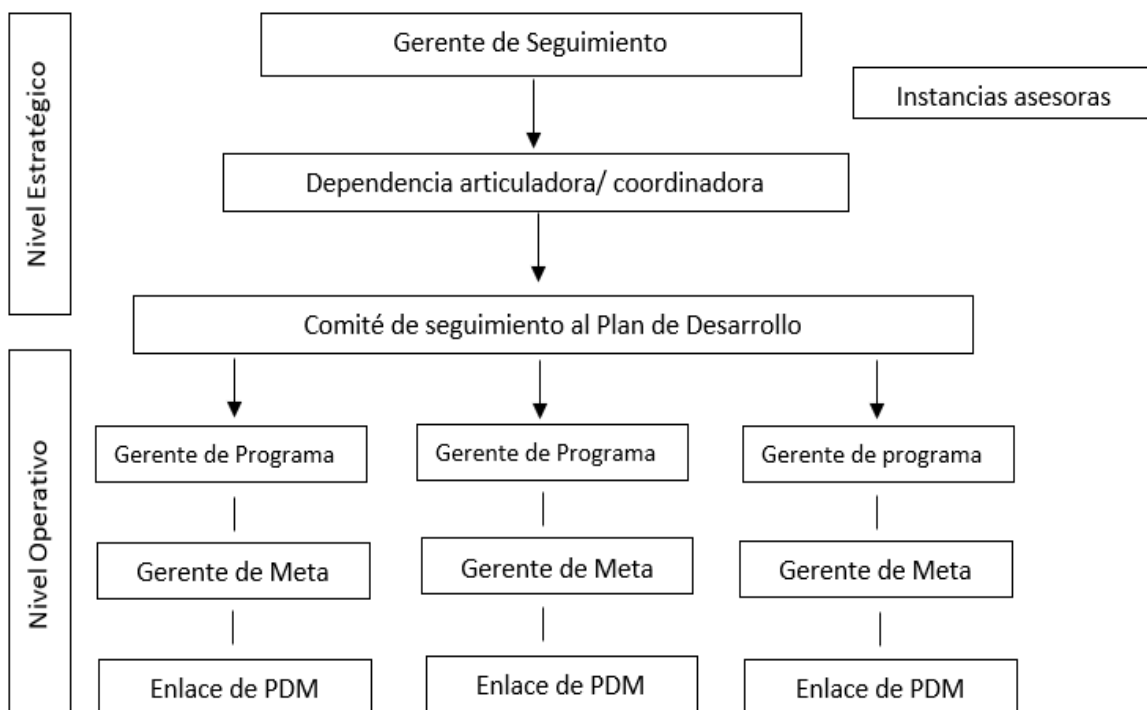 Nivel Estratégico
Gerente de Seguimiento
Instancias asesoras
Dependencia articuladora/ coordinadora
Comité de seguimiento al Plan de Desarrollo
Nivel Operativo
Gerente de Programa
Gerente de Programa
Gerente de programa
Gerente de Meta
Gerente de Meta
Gerente de Meta
Enlace de PDM
Enlace de PDM
Enlace de PDM